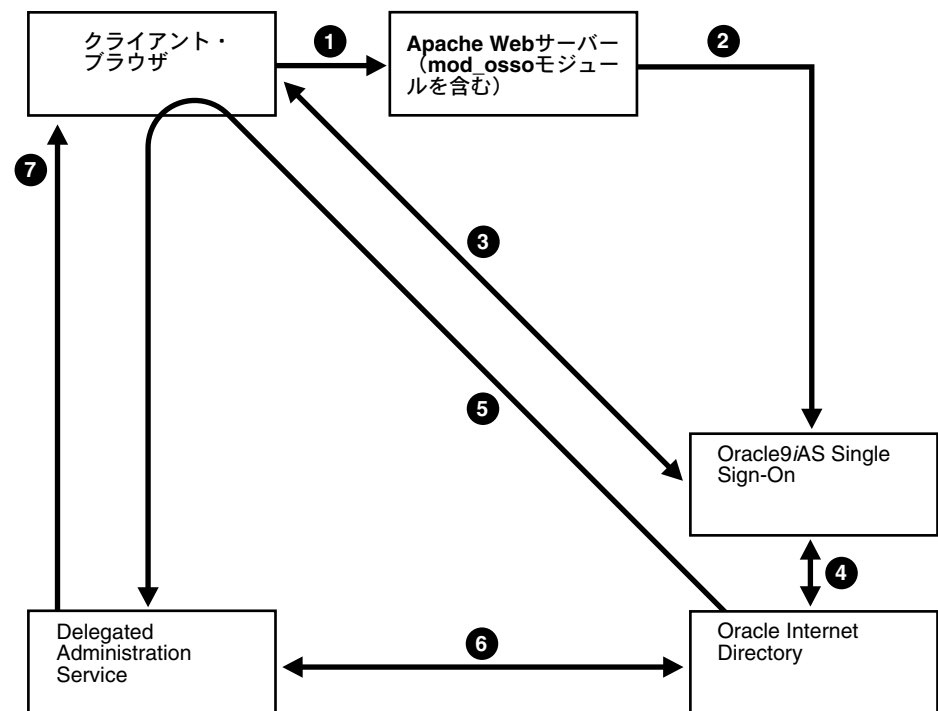 クライアント・
ブラウザ
1
Apache Webサーバー
（mod_ossoモジュー
ルを含む）
2
7
3
5
Oracle9iAS Single
Sign-On
4
Delegated
Administration
Service
6
Oracle Internet
Directory